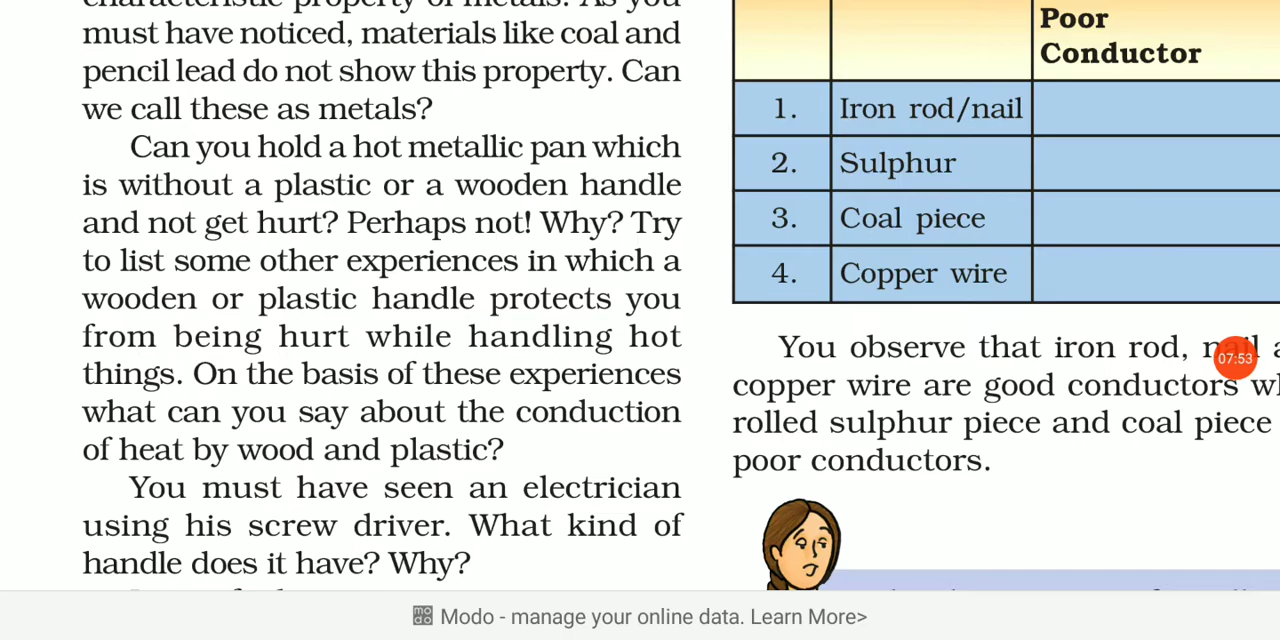 must have noticed, materials like coal and
pencil lead do not show this property. Can
we call these as metals?
Can you hold a hot metallic pan which
is without a plastic or a wooden handle
and not get hurt? Perhaps not! Why? Try
to list some other experiences in which a
wooden or plastic handle protects you
from being hurt while handling hot
things. On the basis of these experiences
what can you say about the conduction
of heat by wood and plastic?
You must have seen an electrician
using his screw driver. What kind of
handle does it have? Why?
Poor
Conductor
1. Iron rod/nail
2. Sulphur
3. Coal piece
4. Copper wire
You observe that iron rod, nail
copper wire are good conductors
rolled sulphur piece and coal piece
poor conductors.
07:53
Modo - manage your online data. Learn More>